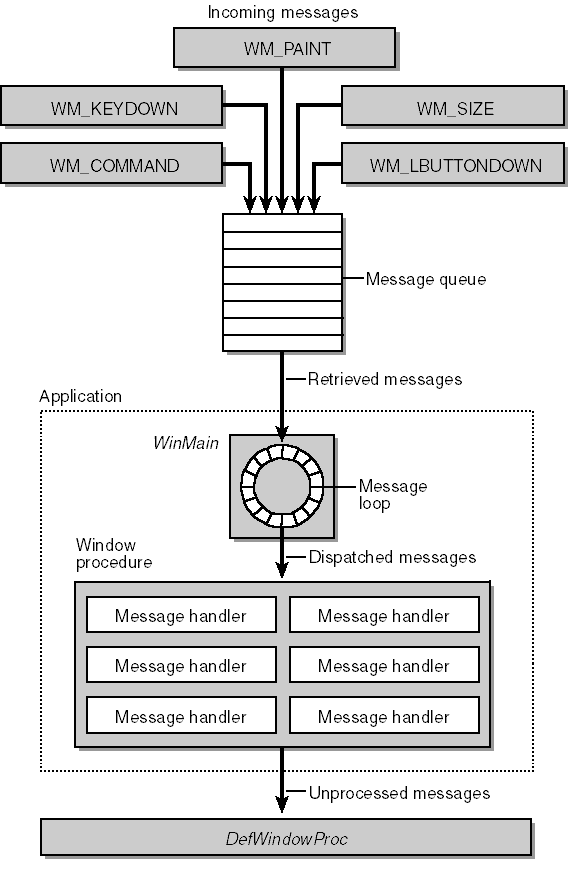 Incoming messages
WM_PAINT
WM_KEYDOWN
WM_SIZE
WM_COMMAND
WM_LBUTTONDOWN
Message queue
Retrieved messages
Application
WinMain
Message
loop
Window
procedure
Dispatched messages
Message handler
Message handler
Message handler
Message handler
Message handler
Message handler
Unprocessed messages
DefWindowProc